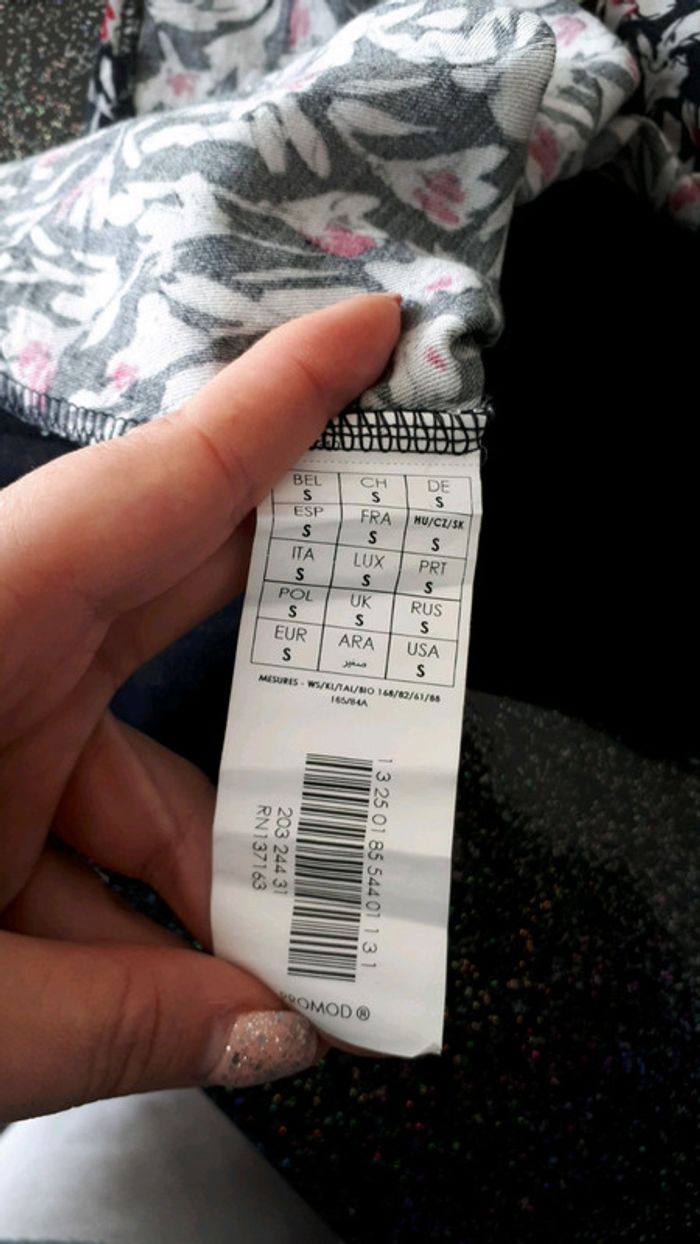 BEL CH DE
S S S
ESP FRA HU/CZ/SK
S S S
ITA LUX PRT
S S S
POL UK RUS
S S S
EUR ARA USA
S صغير S
MESURES - WS/KL/TAL/BIO 168/82/61/88
165/84A
1 3 25 01 85 544 01 1 3 1
203 244 31
RN137163
PROMOD ®